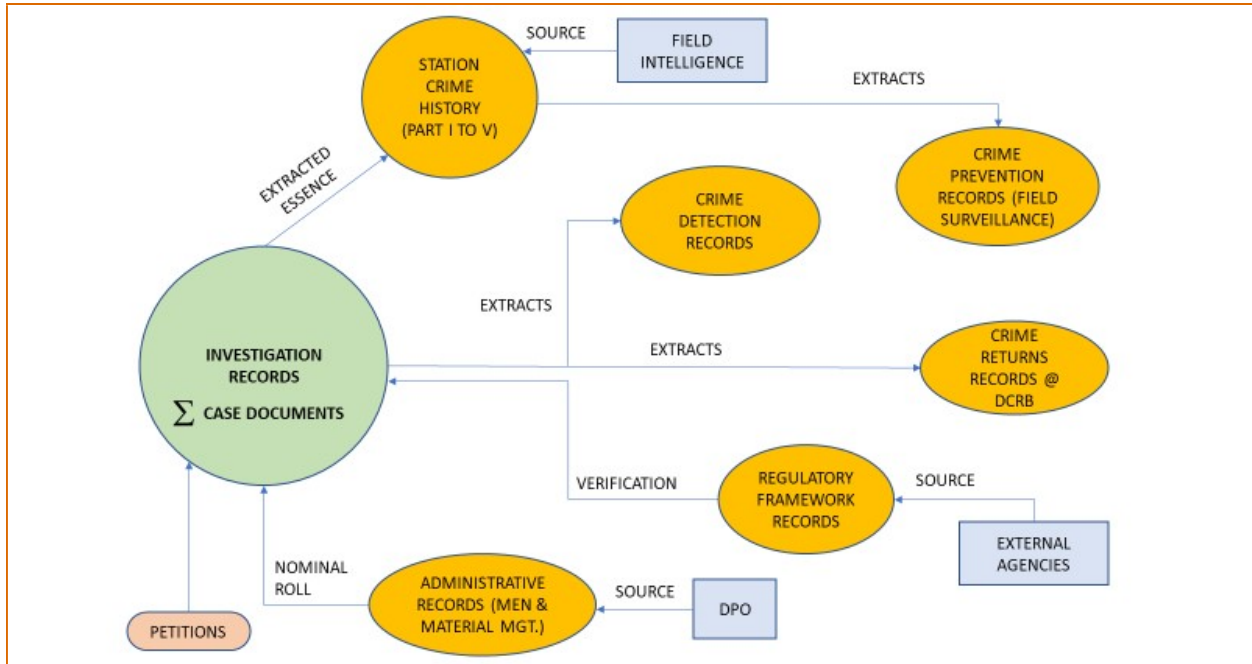 SOURCE
FIELD
INTELLIGENCE
STATION
CRIME
HISTORY
(PART I TO V)
EXTRACTS
EXTRACTED
ESSENCE
CRIME
PREVENTION
RECORDS (FIELD
SURVEILLANCE)
CRIME
DETECTION
RECORDS
EXTRACTS
INVESTIGATION
RECORDS
∑ CASE DOCUMENTS
EXTRACTS
CRIME
RETURNS
RECORDS @
DCRB
VERIFICATION
REGULATORY
FRAMEWORK
RECORDS
SOURCE
EXTERNAL
AGENCIES
NOMINAL
ROLL
ADMINISTRATIVE
RECORDS (MEN &
MATERIAL MGT.)
SOURCE
DPO
PETITIONS